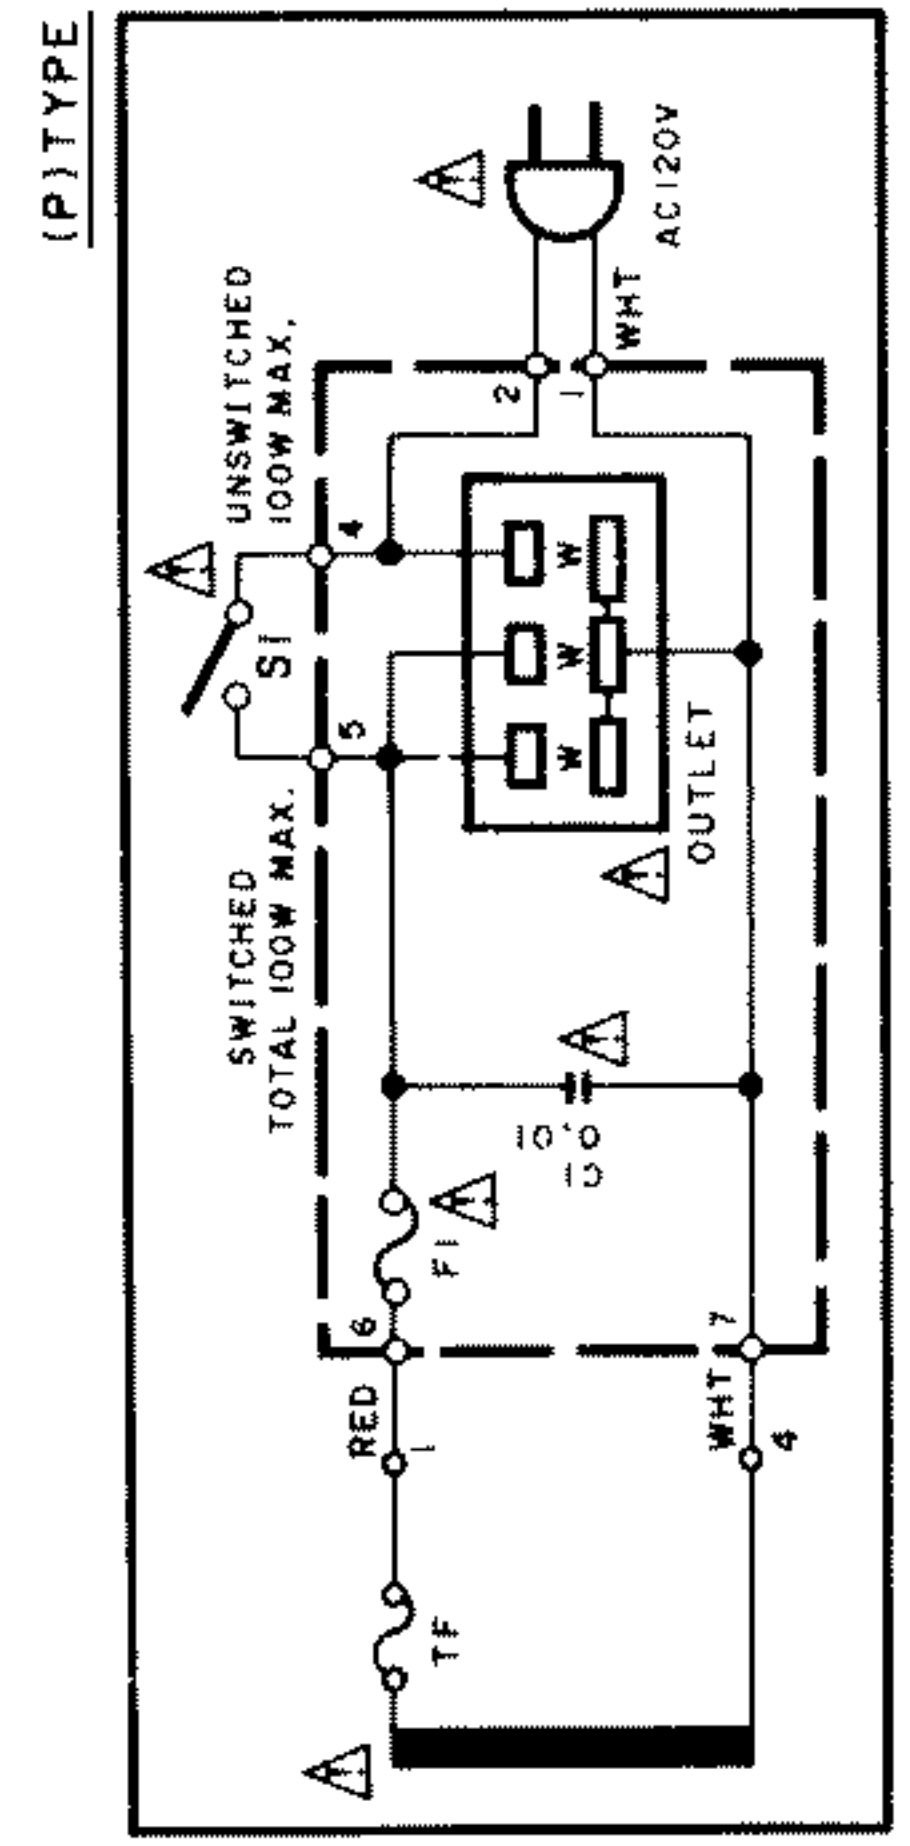 (P)TYPE
UNSWITCHED
100W MAX.
SWITCHED
TOTAL 100W MAX.
S1
5
4
2
1
WHT
AC120V
W
W
W
OUTLET
6
F1
C1
0.01
RED
1
TF
7
WHT
4